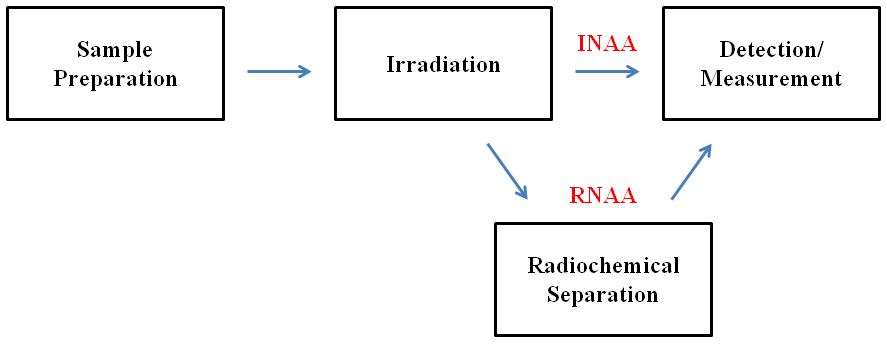 Sample
Preparation
Irradiation
INAA
Detection/
Measurement
RNAA
Radiochemical
Separation